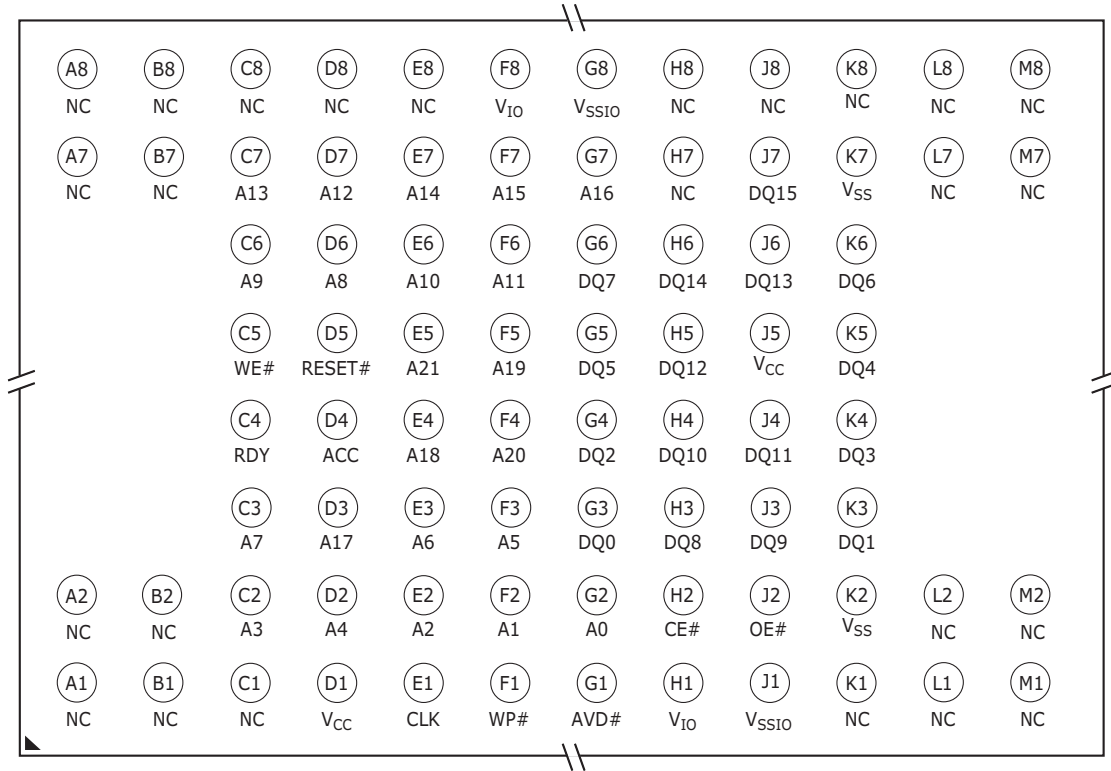 A8 B8 C8 D8 E8 F8 G8 H8 J8 K8 L8 M8
NC NC NC NC NC VIO VSSIO NC NC NC NC NC
A7 B7 C7 D7 E7 F7 G7 H7 J7 K7 L7 M7
NC NC A13 A12 A14 A15 A16 NC DQ15 VSS NC NC
C6 D6 E6 F6 G6 H6 J6 K6
A9 A8 A10 A11 DQ7 DQ14 DQ13 DQ6
C5 D5 E5 F5 G5 H5 J5 K5
WE# RESET# A21 A19 DQ5 DQ12 VCC DQ4
C4 D4 E4 F4 G4 H4 J4 K4
RDY ACC A18 A20 DQ2 DQ10 DQ11 DQ3
C3 D3 E3 F3 G3 H3 J3 K3
A7 A17 A6 A5 DQ0 DQ8 DQ9 DQ1
A2 B2 C2 D2 E2 F2 G2 H2 J2 K2 L2 M2
NC NC A3 A4 A2 A1 A0 CE# OE# VSS NC NC
A1 B1 C1 D1 E1 F1 G1 H1 J1 K1 L1 M1
NC NC NC VCC CLK WP# AVD# VIO VSSIO NC NC NC